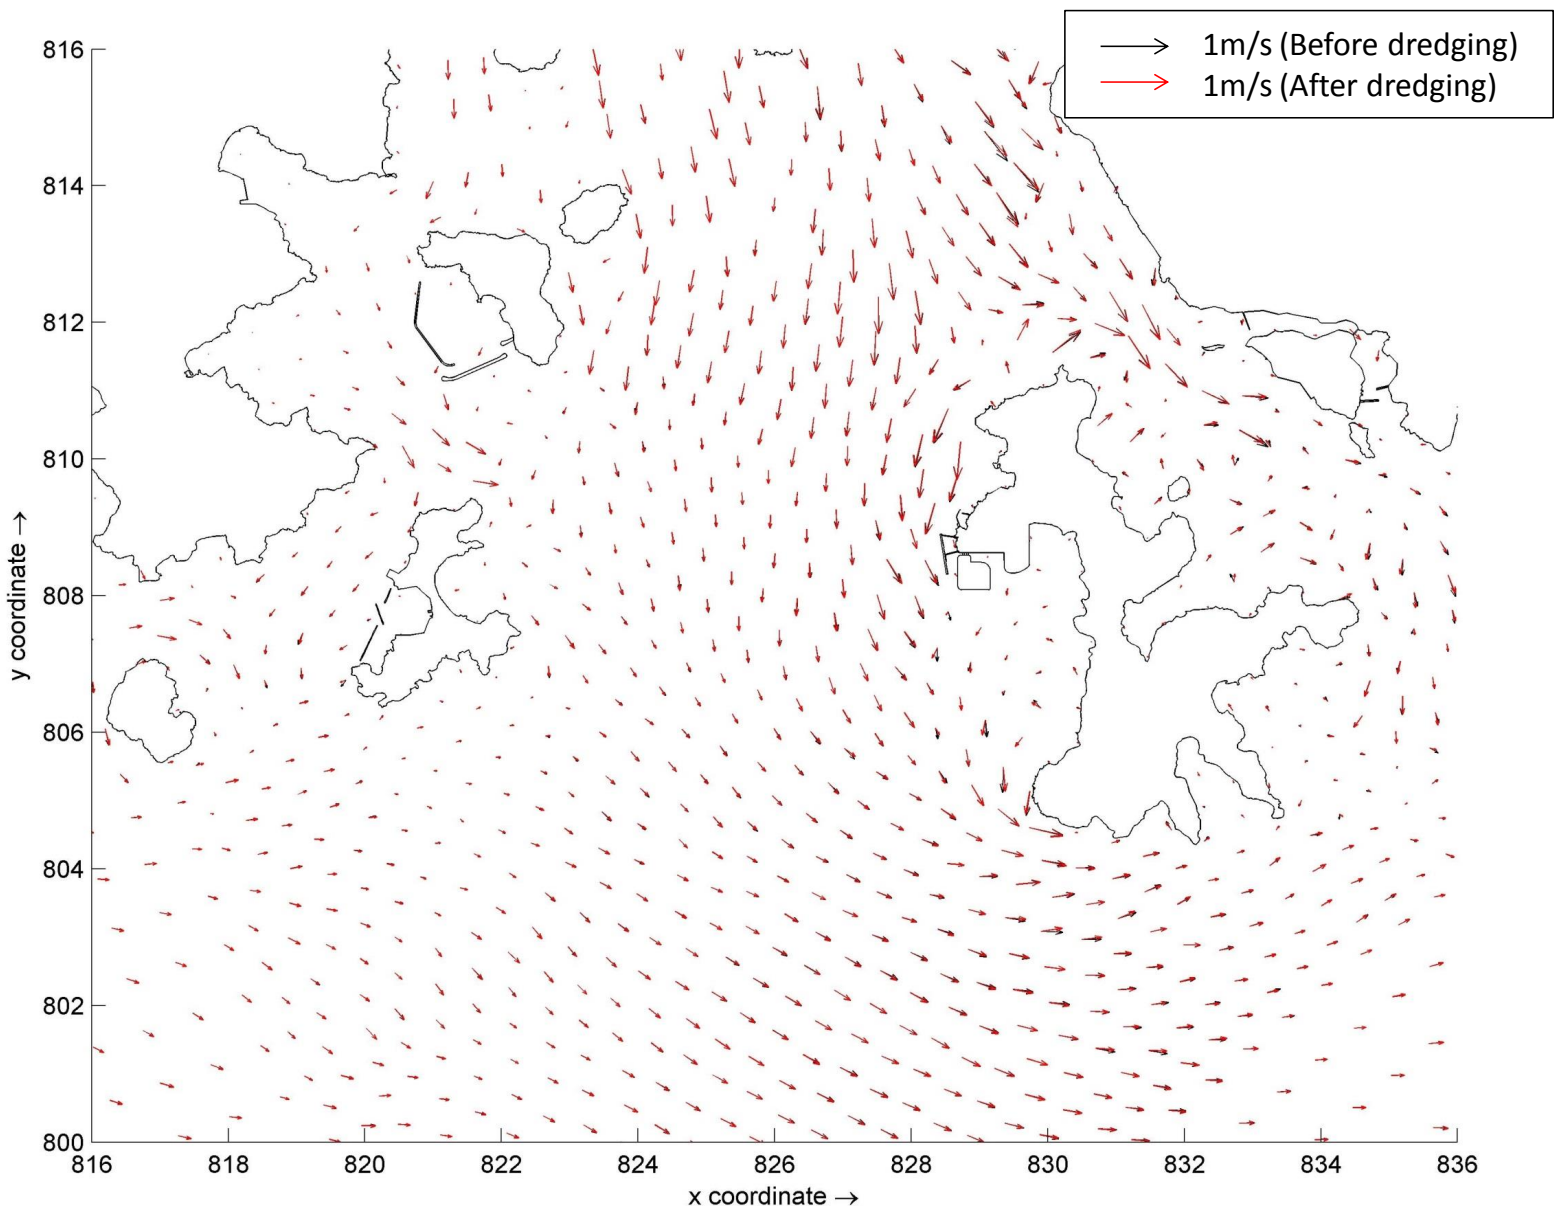 1m/s (Before dredging)
1m/s (After dredging)
816
814
812
810
808
806
804
802
800
y coordinate →
816 818 820 822 824 826 828 830 832 834 836
x coordinate →